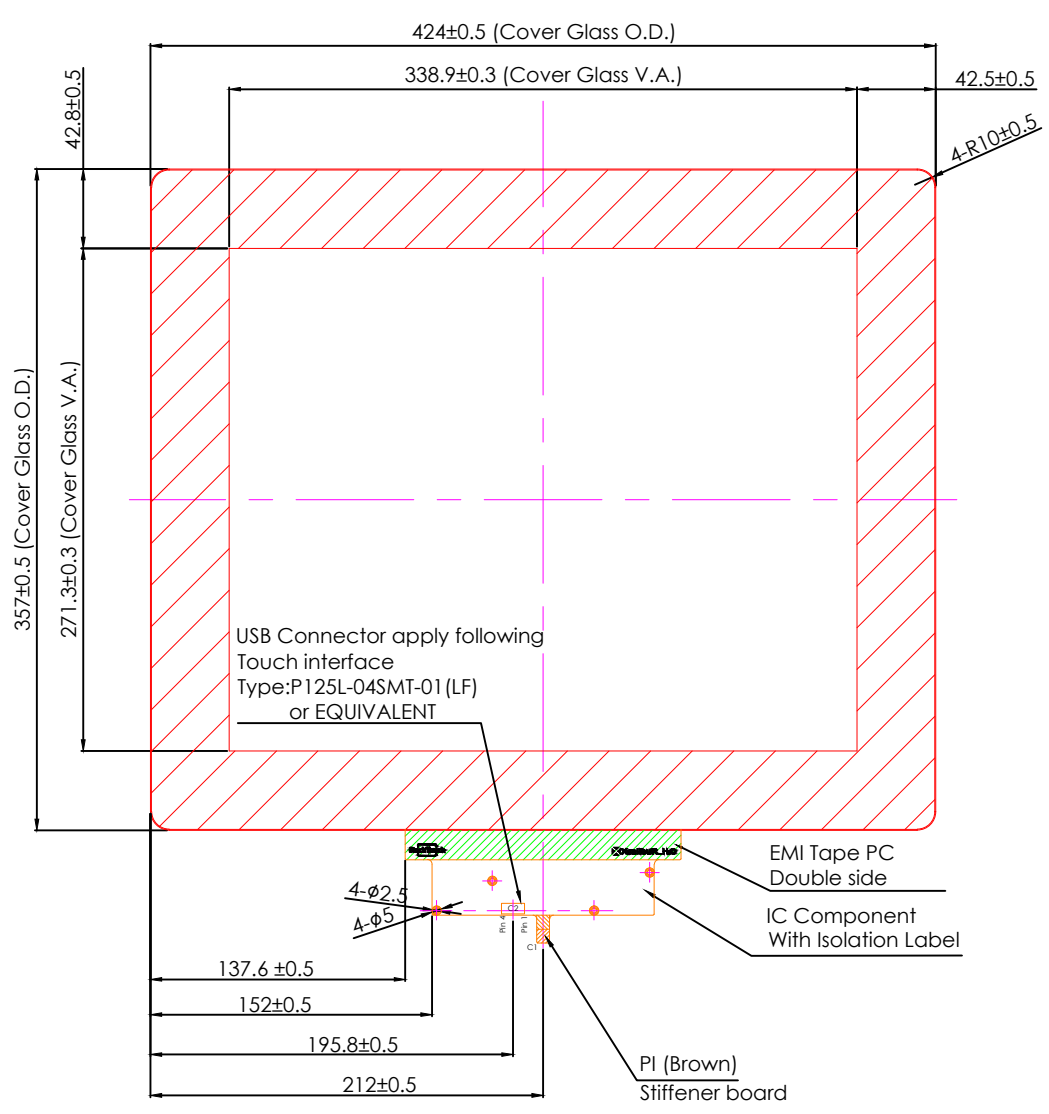 424±0.5 (Cover Glass O.D.)
338.9±0.3 (Cover Glass V.A.)
42.5±0.5
42.8±0.5
4-R10±0.5
357±0.5 (Cover Glass O.D.)
271.3±0.3 (Cover Glass V.A.)
USB Connector apply following
Touch interface
Type:P125L-04SMT-01(LF)
or EQUIVALENT
EMI Tape PC
Double side
IC Component
With Isolation Label
4-ø2.5
4-ø5
C2
Pin 4
Pin 1
C1
137.6 ±0.5
152±0.5
195.8±0.5
212±0.5
PI (Brown)
Stiffener board